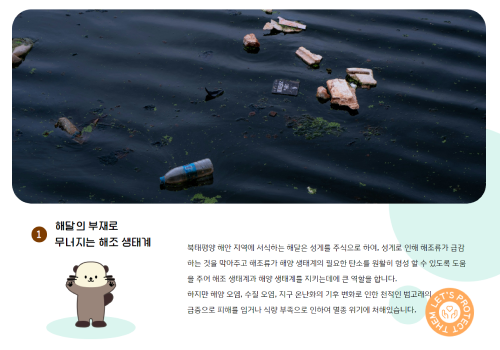 1
해달의 부재로
무너지는 해조 생태계
북태평양 해안 지역에 서식하는 해달은 성게를 주식으로 하여, 성게로 인해 해조류가 급감
하는 것을 막아주고 해조류가 해양 생태계의 필요한 탄소를 원활히 형성 할 수 있도록 도움
을 주어 해조 생태계과 해양 생태계를 지키는데에 큰 역할을 합니다.
하지만 해양 오염, 수질 오염, 지구 온난화의 기후 변화로 인한 천적인 범고래의
급증으로 피해를 입거나 식량 부족으로 인하여 멸종 위기에 처해있습니다.
LET'S PROTECT THEM